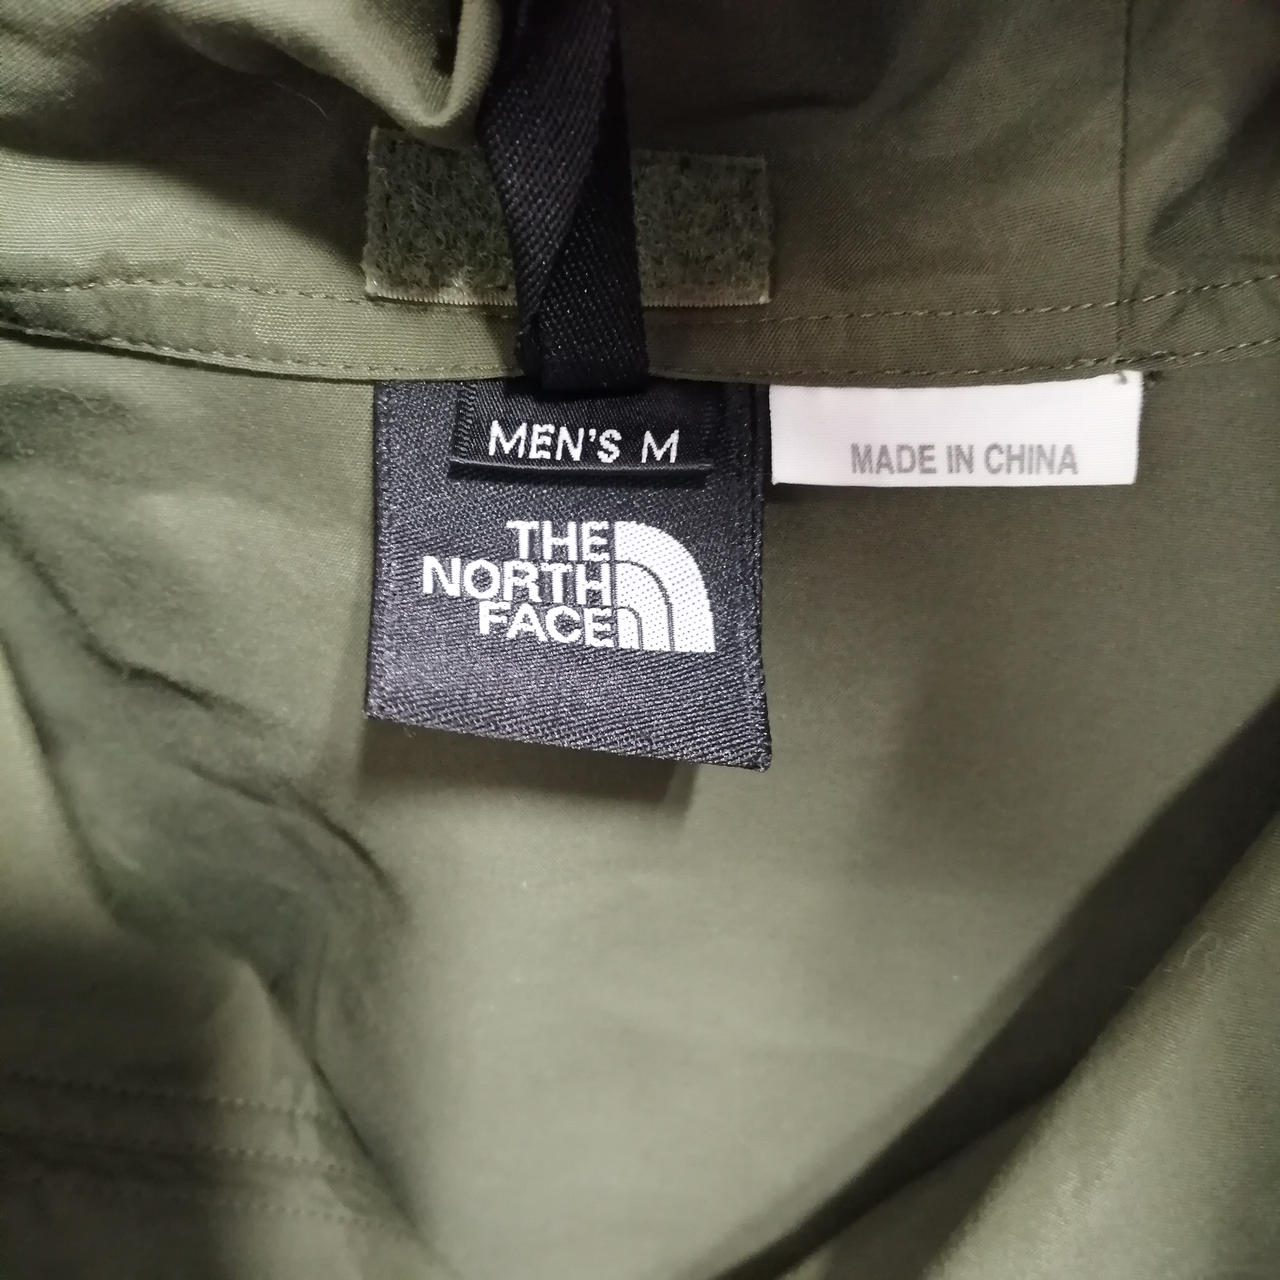 MEN'S M
MADE IN CHINA
THE
NORTH
FACE